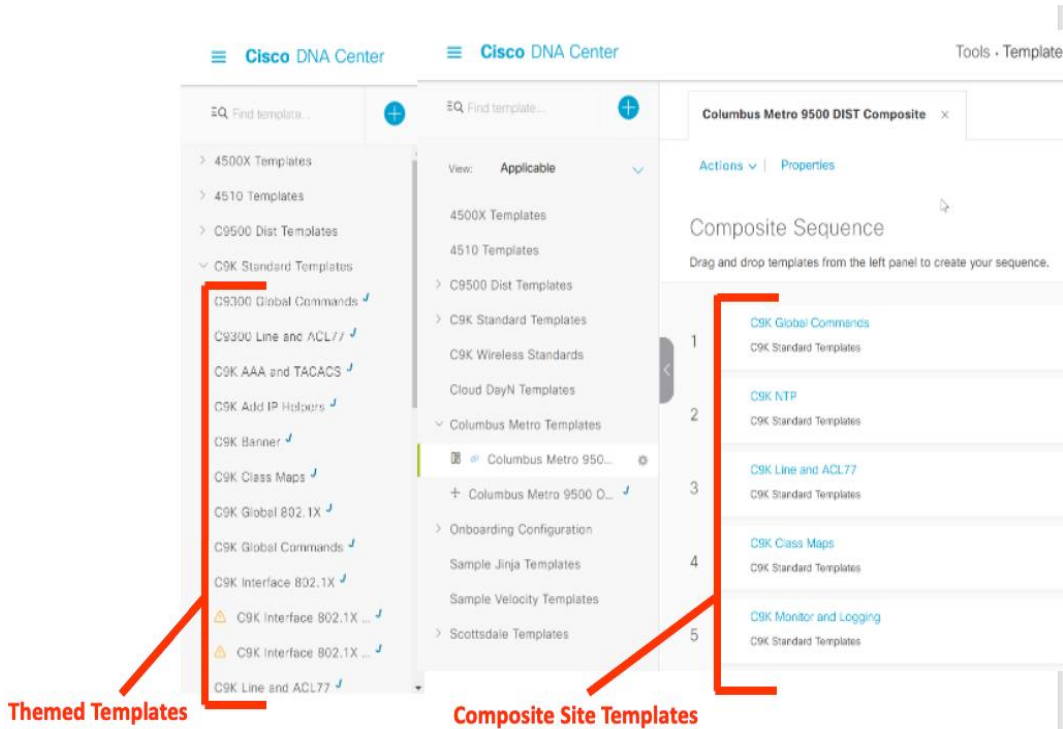 Cisco DNA Center
Find template...
4500X Templates
4510 Templates
C9500 Dist Templates
C9K Standard Templates
C9300 Global Commands
C9300 Line and ACL77
C9K AAA and TACACS
C9K Add IP Helpers
C9K Banner
C9K Class Maps
C9K Global 802.1X
C9K Global Commands
C9K Interface 802.1X
C9K Interface 802.1X ...
C9K Interface 802.1X ...
C9K Line and ACL77
Themed Templates
Cisco DNA Center
Tools · Template
Find template...
View: Applicable
4500X Templates
4510 Templates
C9500 Dist Templates
C9K Standard Templates
C9K Wireless Standards
Cloud DayN Templates
Columbus Metro Templates
Columbus Metro 950...
Columbus Metro 9500 O...
Onboarding Configuration
Sample Jinja Templates
Sample Velocity Templates
Scottsdale Templates
Columbus Metro 9500 DIST Composite ×
Actions | Properties
Composite Sequence
Drag and drop templates from the left panel to create your sequence.
1
C9K Global Commands
C9K Standard Templates
2
C9K NTP
C9K Standard Templates
3
C9K Line and ACL77
C9K Standard Templates
4
C9K Class Maps
C9K Standard Templates
5
C9K Monitor and Logging
C9K Standard Templates
Composite Site Templates